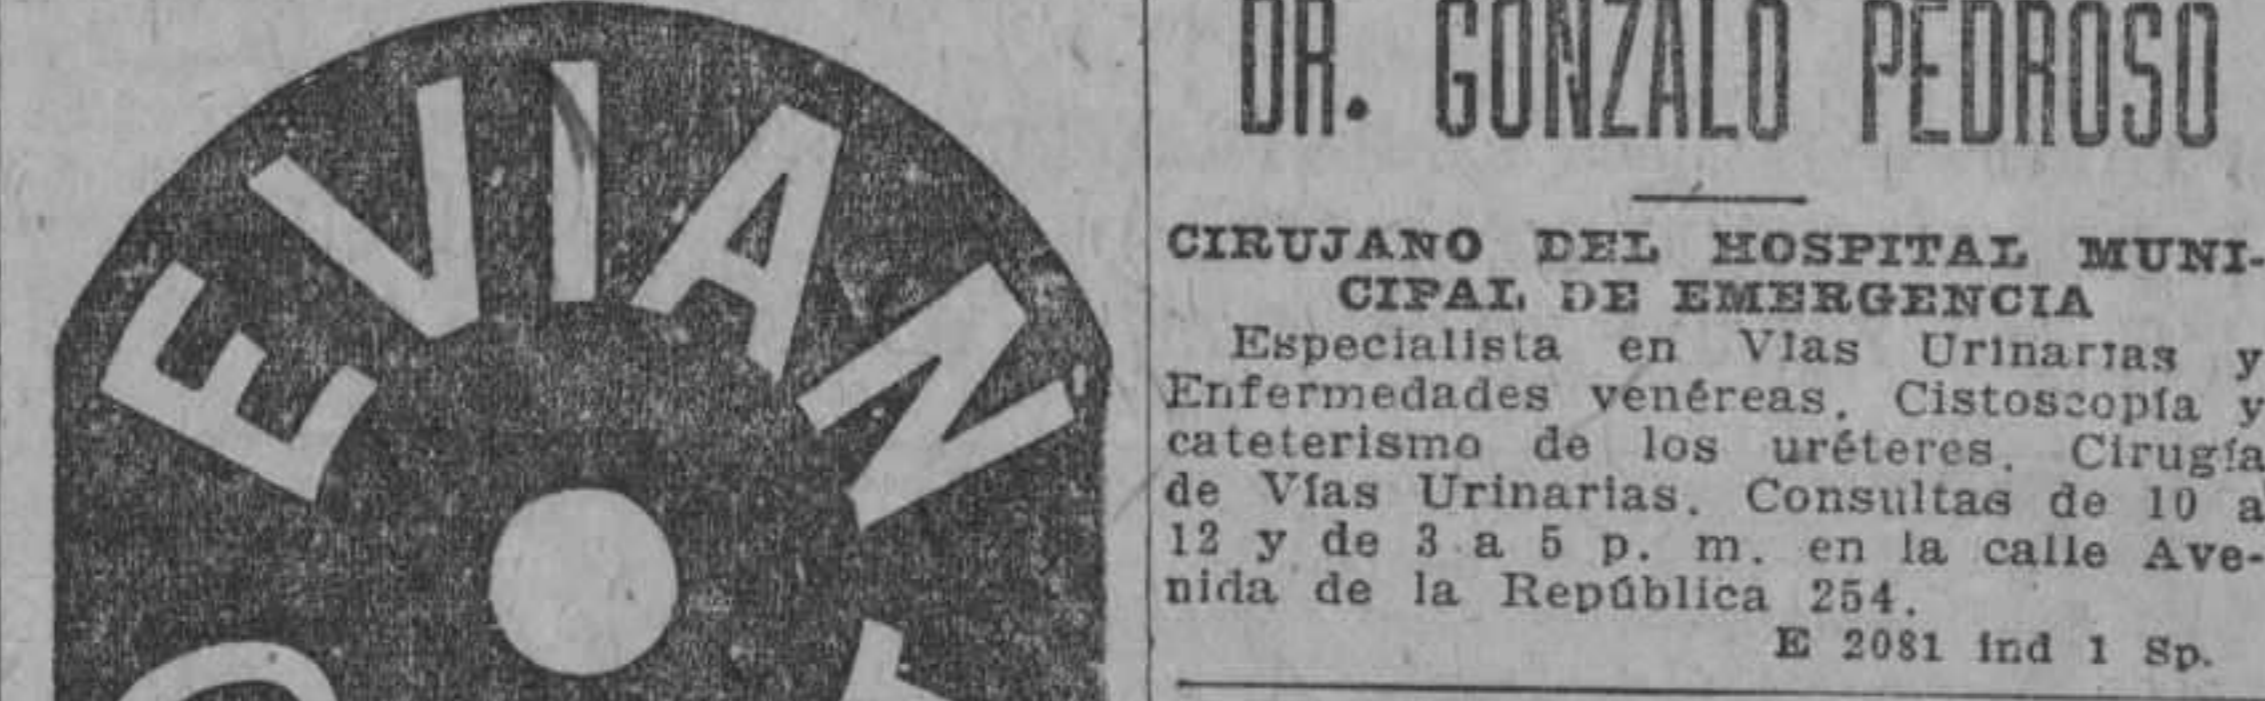 EVIAN
DR. GONZALO PEDROSO
CIRUJANO DEL HOSPITAL MUNI-
CIPAL DE EMERGENCIA
Especialista en Vias Urinarias y
Enfermedades venéreas. Cistoscopía y
cateterismo de los uréteres. Cirugía
de Vías Urinarias. Consultas de 10 a
12 y de 3 a 5 p. m. en la calle Ave-
nida de la República 254.
E 2081 ind 1 Sp.